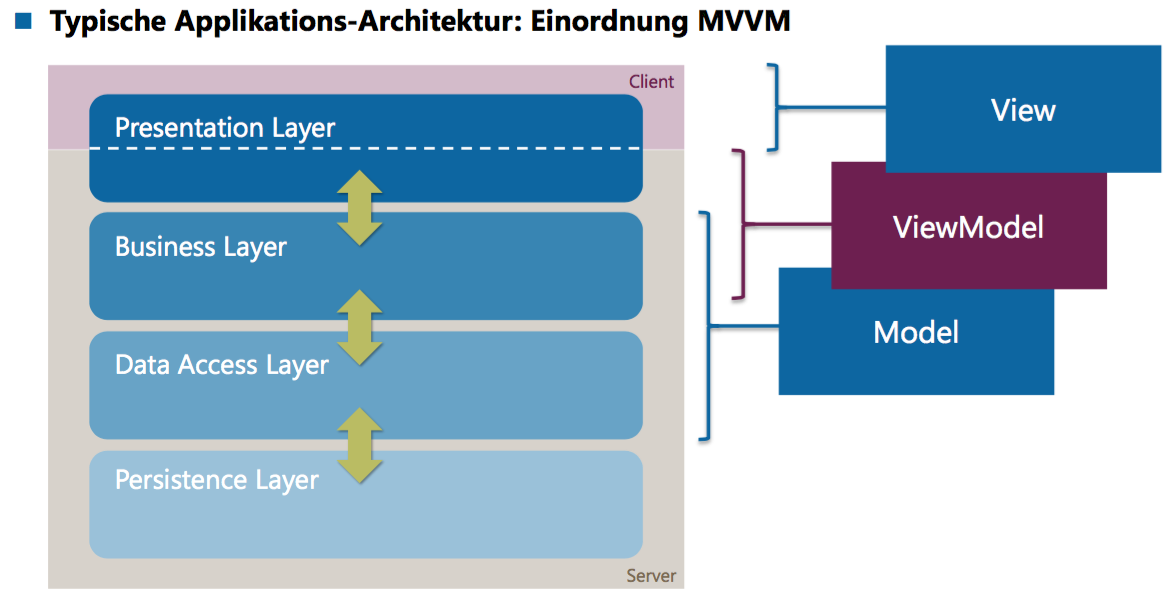 Typische Applikations-Architektur: Einordnung MVVM
Client
Presentation Layer
Business Layer
Data Access Layer
Persistence Layer
Server
View
ViewModel
Model